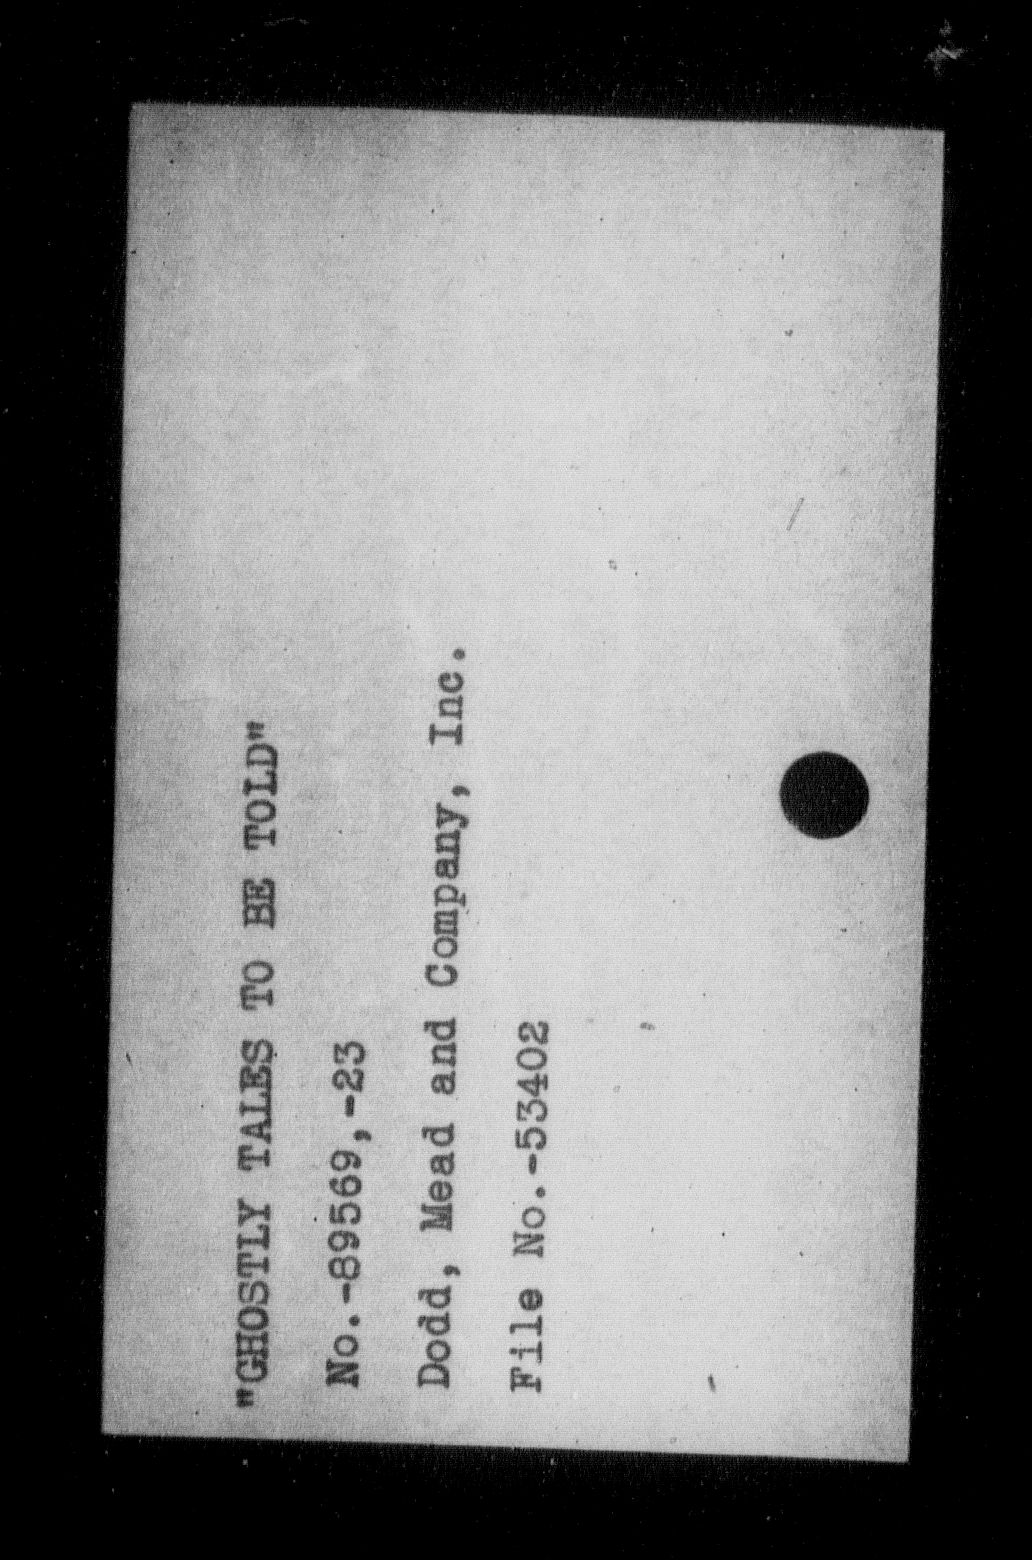 "GHOSTLY TALES TO BE TOLD"
No.-89569,-23
Dodd, Mead and Company, Inc.
File No.-53402